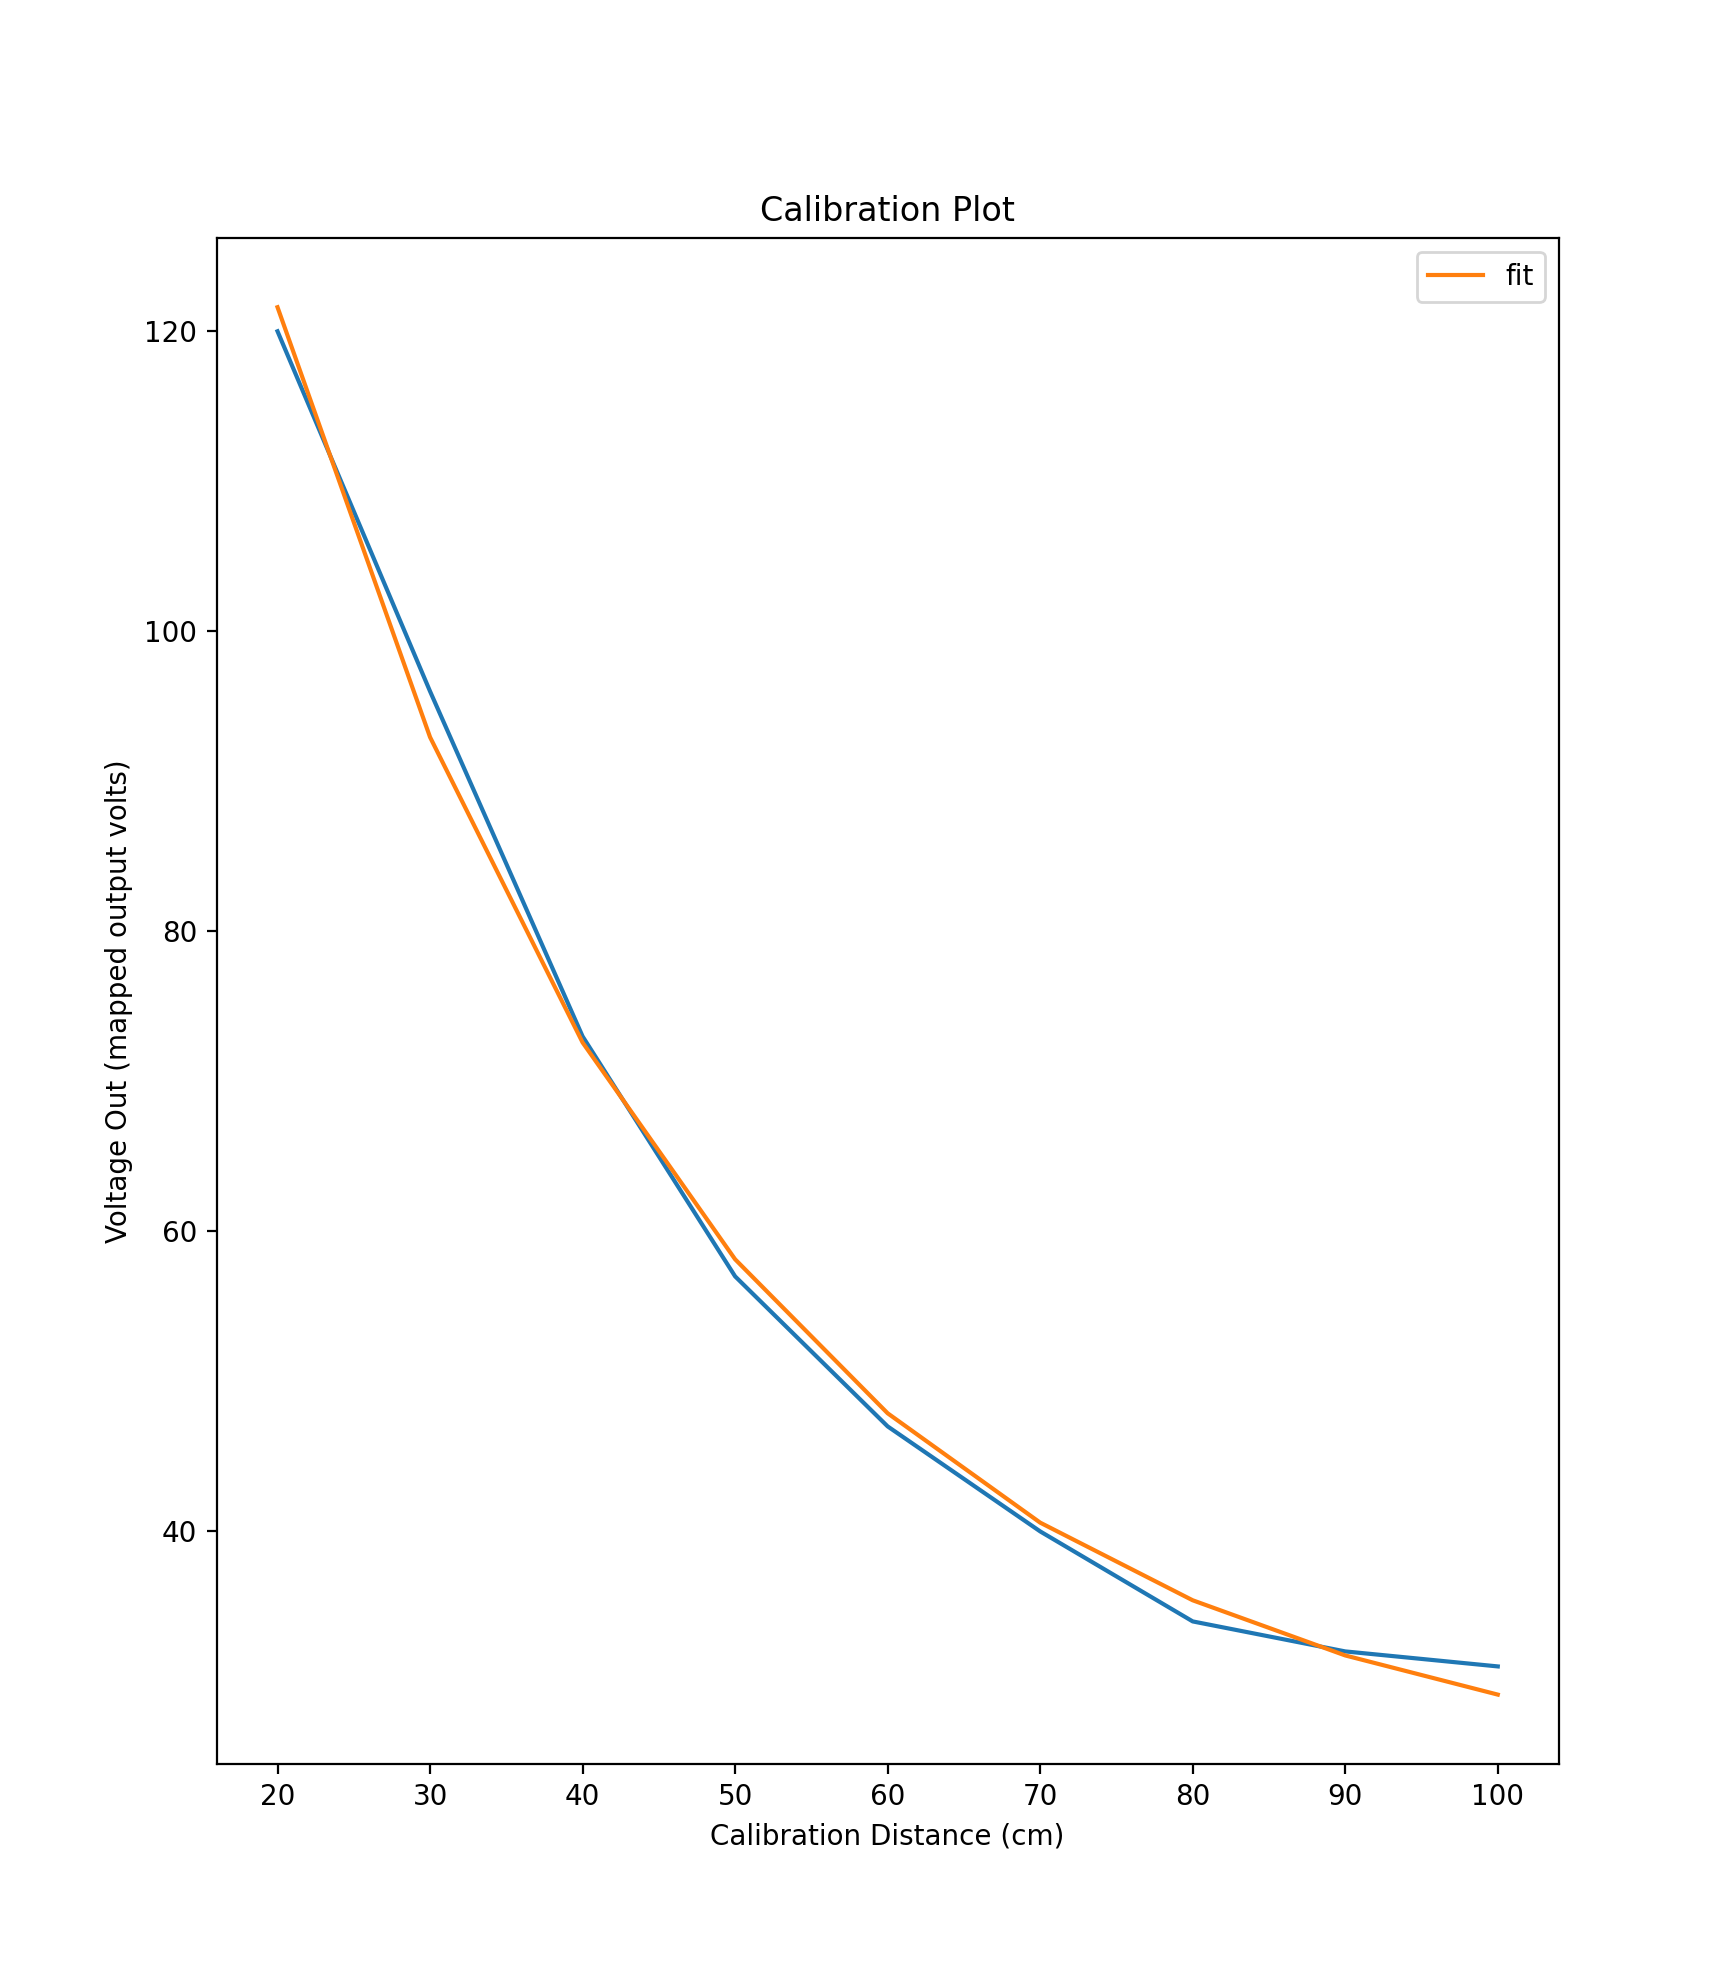 Calibration Plot
fit
120
100
80
60
40
Voltage Out (mapped output volts)
20 30 40 50 60 70 80 90 100
Calibration Distance (cm)